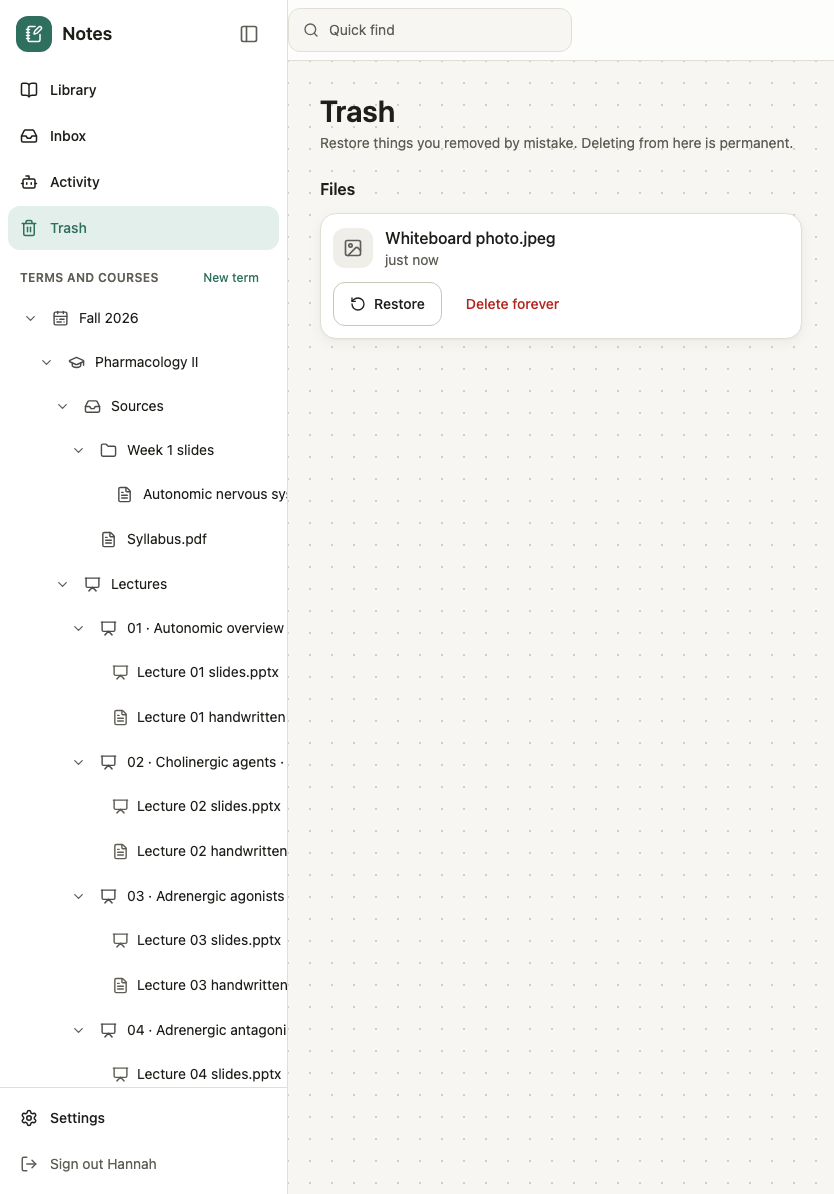 Notes
Library
Inbox
Activity
Trash
TERMS AND COURSES New term
Fall 2026
Pharmacology II
Sources
Week 1 slides
Autonomic nervous sy
Syllabus.pdf
Lectures
01 · Autonomic overview
Lecture 01 slides.pptx
Lecture 01 handwritten
02 · Cholinergic agents ·
Lecture 02 slides.pptx
Lecture 02 handwritten
03 · Adrenergic agonists
Lecture 03 slides.pptx
Lecture 03 handwritten
04 · Adrenergic antagoni
Lecture 04 slides.pptx
Settings
Sign out Hannah
Quick find
Trash
Restore things you removed by mistake. Deleting from here is permanent.
Files
Whiteboard photo.jpeg
just now
Restore Delete forever